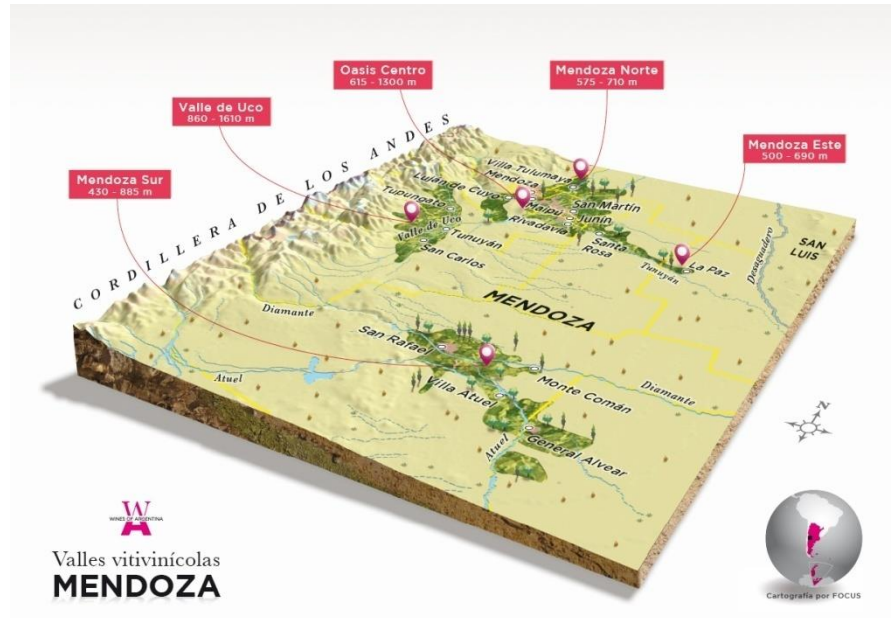 Oasis Centro
615 - 1300 m
Mendoza Norte
575 - 710 m
Valle de Uco
860 - 1610 m
Mendoza Este
500 - 690 m
Mendoza Sur
430 - 885 m
CORDILLERA DE LOS ANDES
Villa Tulumaya
Mendoza
Luján de Cuyo
Maipú
San Martín
Junín
Rivadavia
Tupungato
Valle de Uco
Tunuyán
San Carlos
Santa
Rosa
Tunuyán
La Paz
Desaguadero
SAN
LUIS
MENDOZA
Diamante
San Rafael
Atuel
Villa Atuel
Monte Comán
Diamante
Atuel
General Alvear
N
WINES OF ARGENTINA
Valles vitivinícolas
MENDOZA
Cartografía por FOCUS